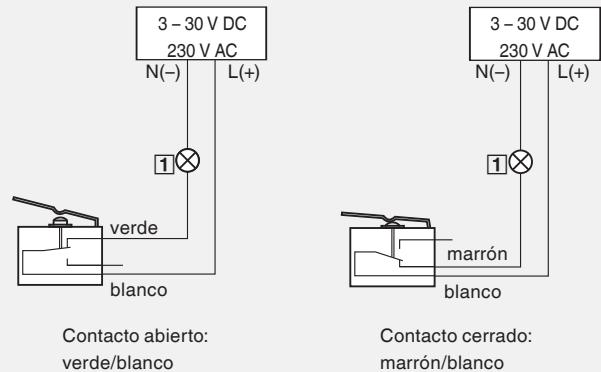 3 – 30 V DC
230 V AC
N(–) L(+)
1
verde
blanco
Contacto abierto:
verde/blanco
3 – 30 V DC
230 V AC
N(–) L(+)
1
marrón
blanco
Contacto cerrado:
marrón/blanco